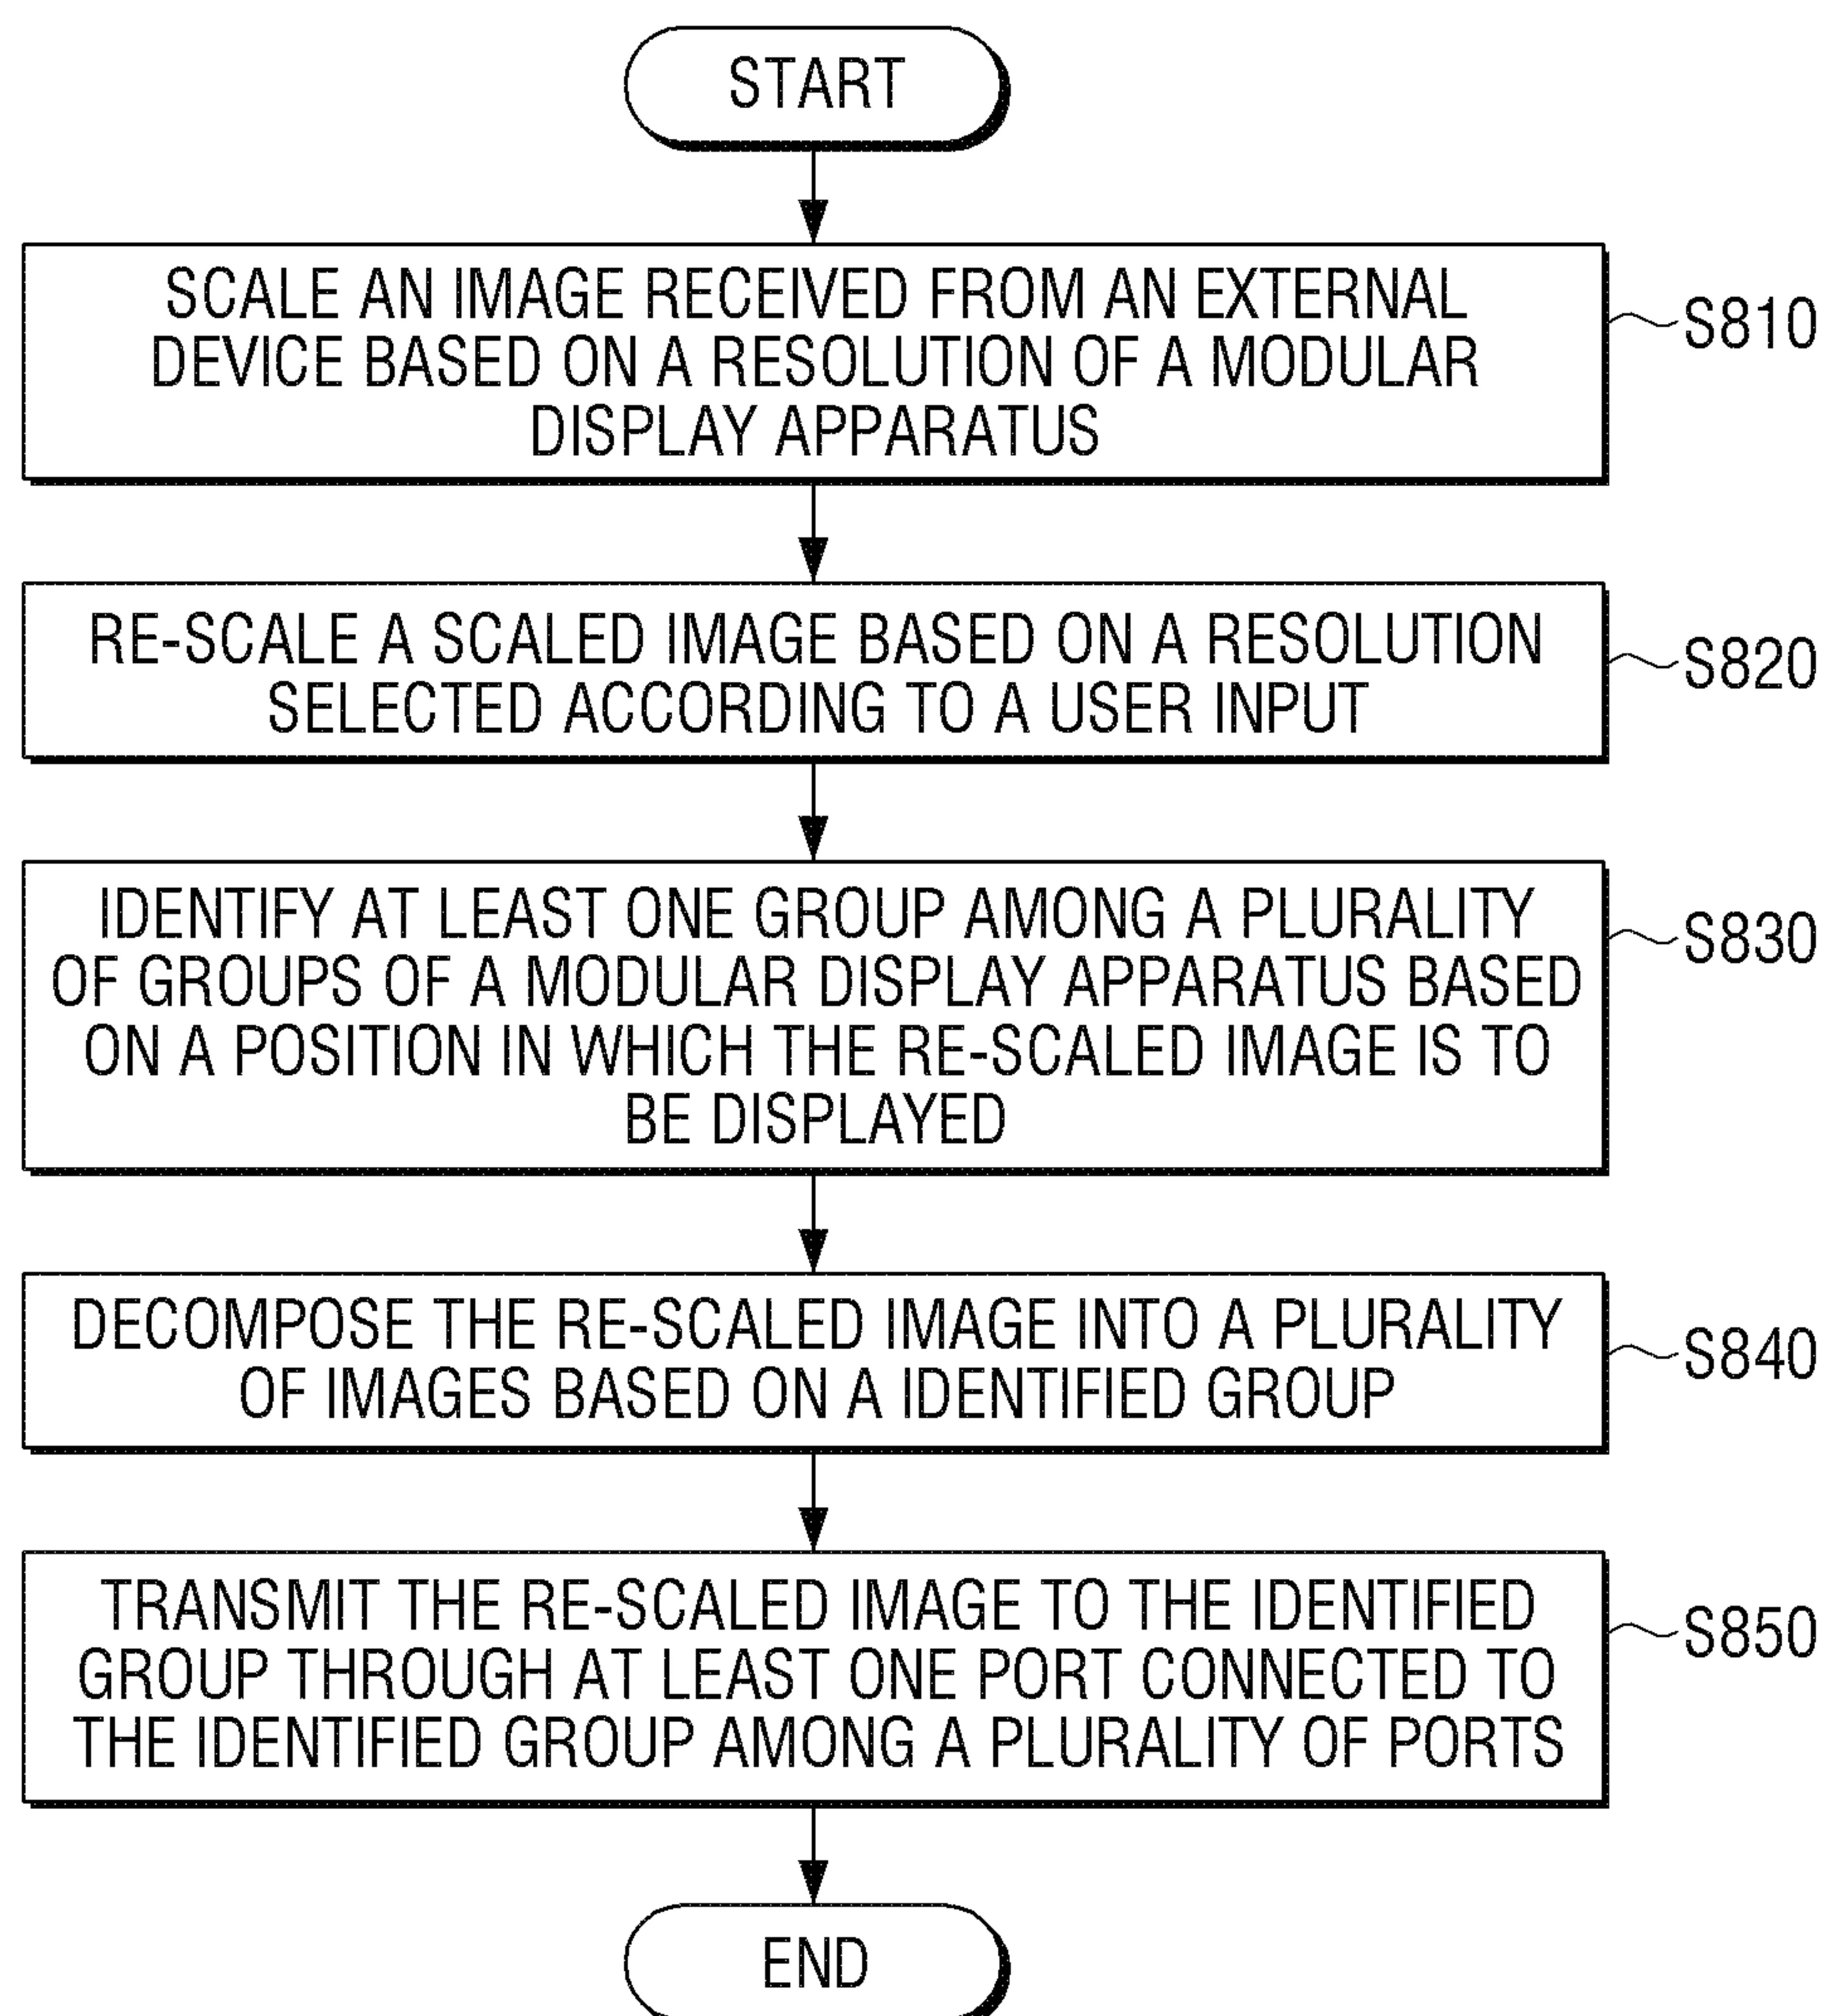 START
SCALE AN IMAGE RECEIVED FROM AN EXTERNAL
DEVICE BASED ON A RESOLUTION OF A MODULAR
DISPLAY APPARATUS
S810
RE-SCALE A SCALED IMAGE BASED ON A RESOLUTION
SELECTED ACCORDING TO A USER INPUT
S820
IDENTIFY AT LEAST ONE GROUP AMONG A PLURALITY
OF GROUPS OF A MODULAR DISPLAY APPARATUS BASED
ON A POSITION IN WHICH THE RE-SCALED IMAGE IS TO
BE DISPLAYED
S830
DECOMPOSE THE RE-SCALED IMAGE INTO A PLURALITY
OF IMAGES BASED ON A IDENTIFIED GROUP
S840
TRANSMIT THE RE-SCALED IMAGE TO THE IDENTIFIED
GROUP THROUGH AT LEAST ONE PORT CONNECTED TO
THE IDENTIFIED GROUP AMONG A PLURALITY OF PORTS
S850
END